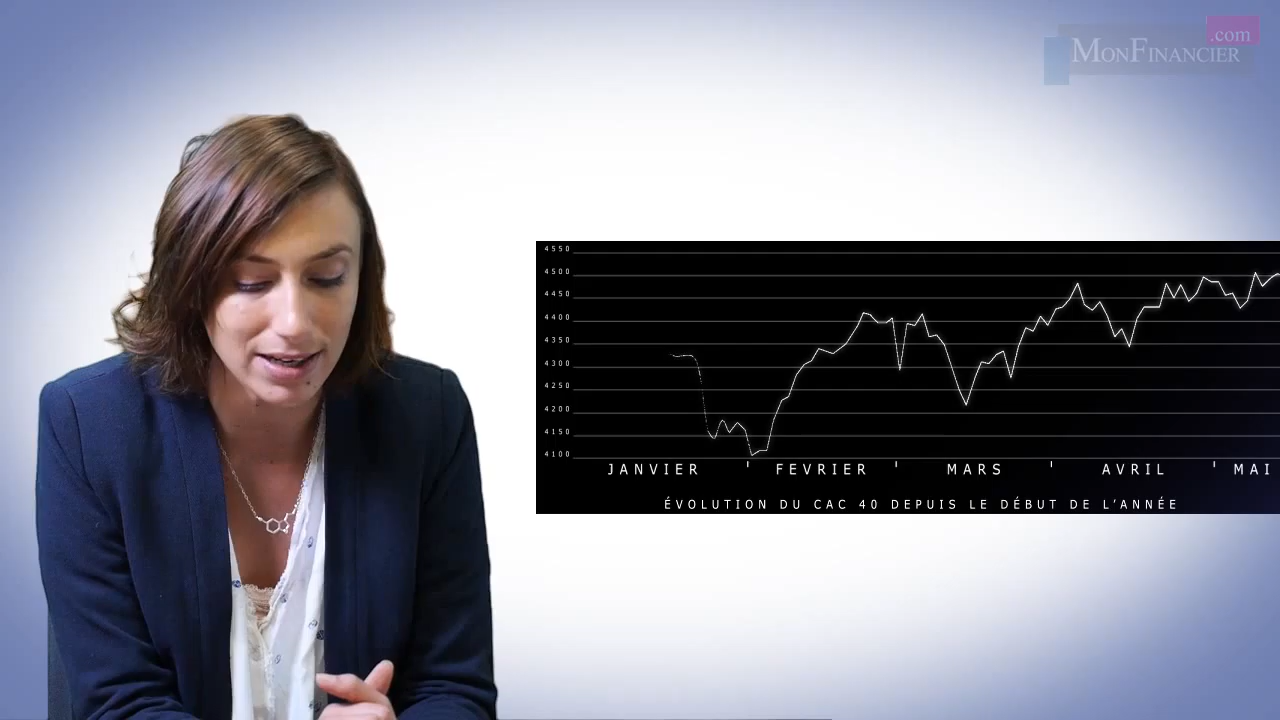 .com
MONFINANCIER
4550
4500
4450
4400
4350
4300
4250
4200
4150
4100
JANVIER ' FEVRIER ' MARS ' AVRIL ' MAI
ÉVOLUTION DU CAC 40 DEPUIS LE DÉBUT DE L'ANNÉE